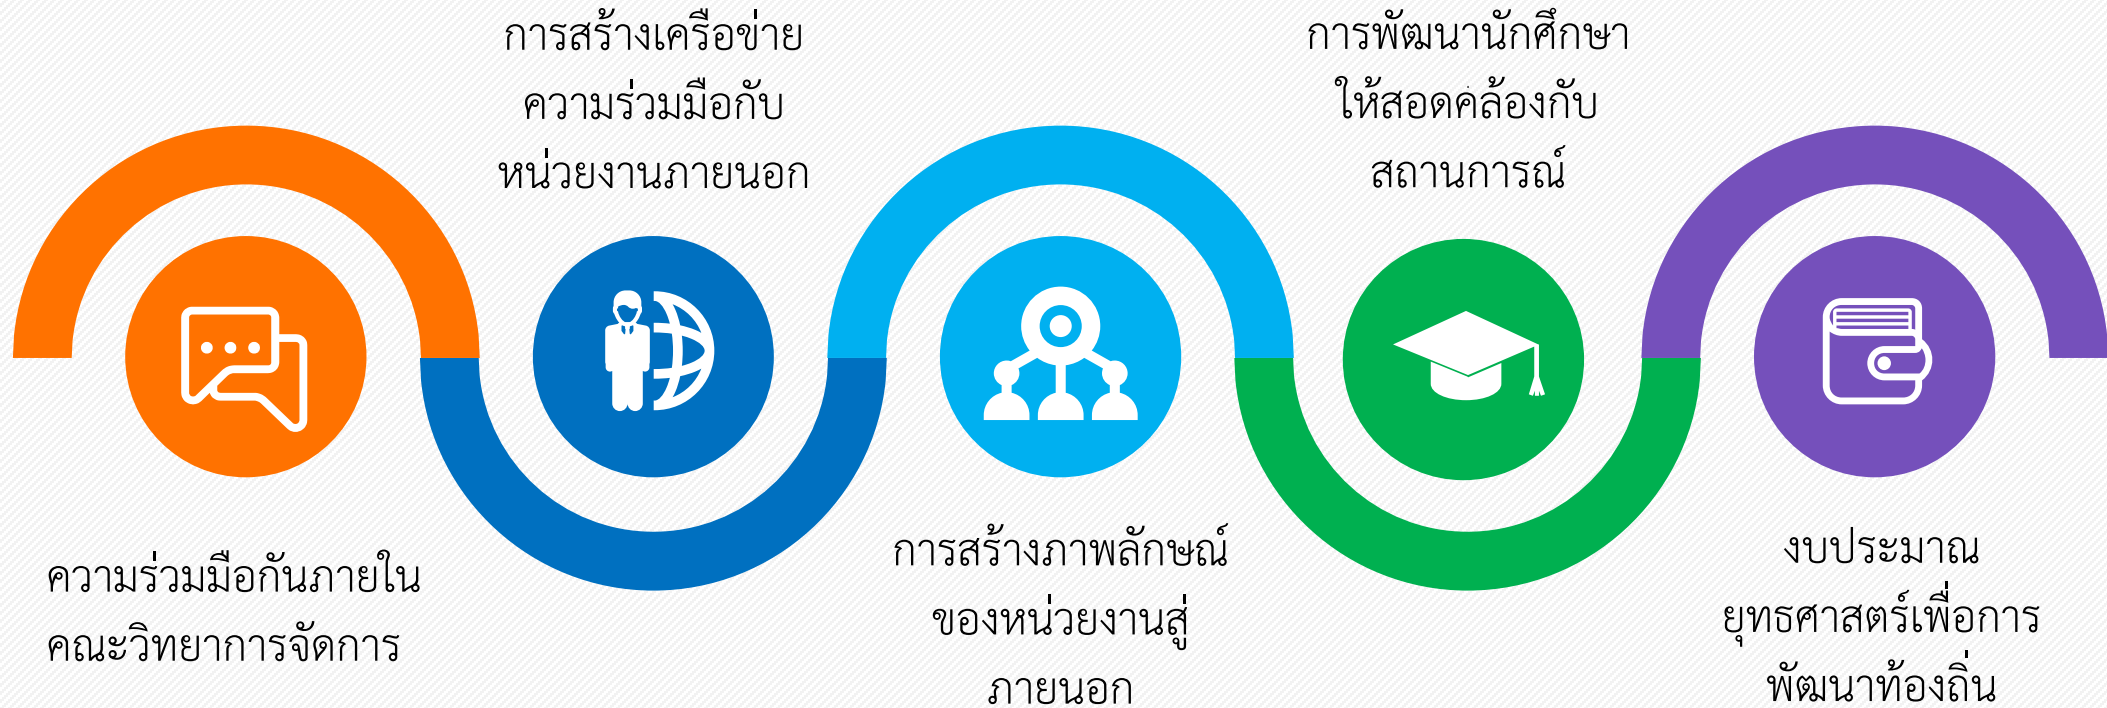 ความร่วมมือกันภายใน
คณะวิทยาการจัดการ
การสร้างเครือข่าย
ความร่วมมือกับ
หน่วยงานภายนอก
การสร้างภาพลักษณ์
ของหน่วยงานสู่
ภายนอก
การพัฒนานักศึกษา
ให้สอดคล้องกับ
สถานการณ์
งบประมาณ
ยุทธศาสตร์เพื่อการ
พัฒนาท้องถิ่น